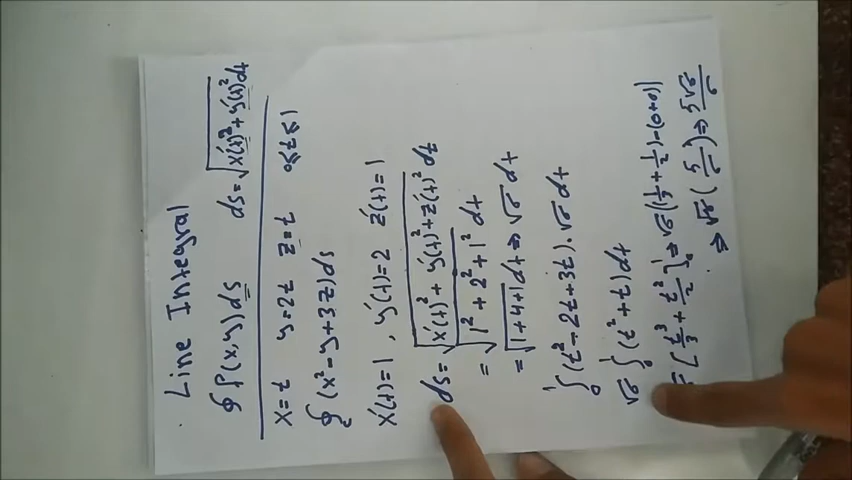 Line Integral
∮ f(x,y)ds ds=√(x'(t)²+y'(t)²) dt
x=t y=2t z=t 0≤t≤1
∮_c (x²-y+3z)ds
x'(t)=1, y'(t)=2 z'(t)=1
ds=√(x'(t)²+y'(t)²+z'(t)²) dt
=√(1²+2²+1²) dt
=√(1+4+1) dt ⇒ √6 dt
∫₀¹ (t²-2t+3t).√6 dt
√6 ∫₀¹ (t²+t)dt
=[t³/3+t²/2]₀¹ ⇒ √6[(1/3+1/2)-(0+0)]
⇒ √6(5/6) ⇒ 5√6/6